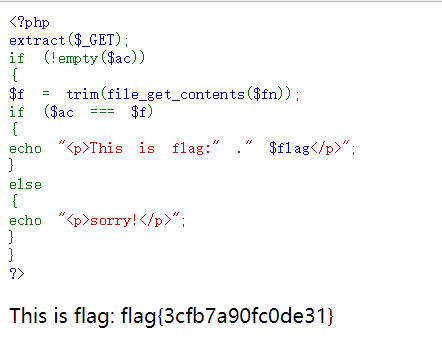 <?php
extract($_GET);
if (!empty($ac))
{
$f = trim(file_get_contents($fn));
if ($ac === $f)
{
echo "<p>This is flag:" ." $flag</p>";
}
else
{
echo "<p>sorry!</p>";
}
}
?>
This is flag: flag{3cfb7a90fc0de31}